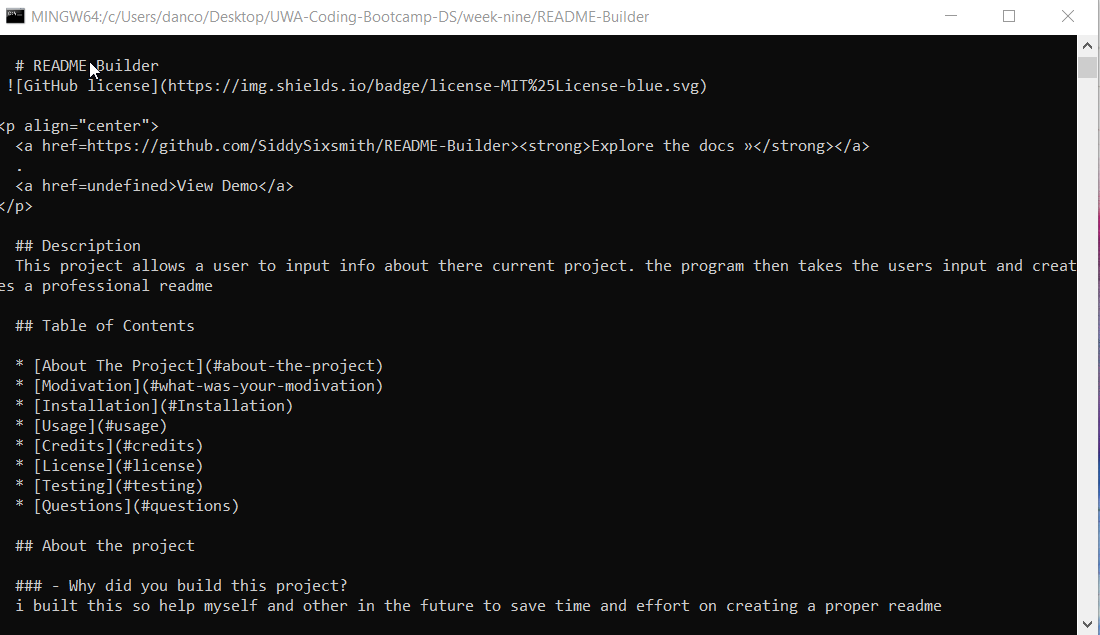 MINGW64:/c/Users/danco/Desktop/UWA-Coding-Bootcamp-DS/week-nine/README-Builder
# README-Builder
![GitHub license](https://img.shields.io/badge/license-MIT%25License-blue.svg)
<p align="center">
<a href=https://github.com/SiddySixsmith/README-Builder><strong>Explore the docs »</strong></a>
.
<a href=undefined>View Demo</a>
</p>
## Description
This project allows a user to input info about there current project. the program then takes the users input and creat
es a professional readme
## Table of Contents
* [About The Project](#about-the-project)
* [Modivation](#what-was-your-modivation)
* [Installation](#Installation)
* [Usage](#usage)
* [Credits](#credits)
* [License](#license)
* [Testing](#testing)
* [Questions](#questions)
## About the project
### - Why did you build this project?
i built this so help myself and other in the future to save time and effort on creating a proper readme